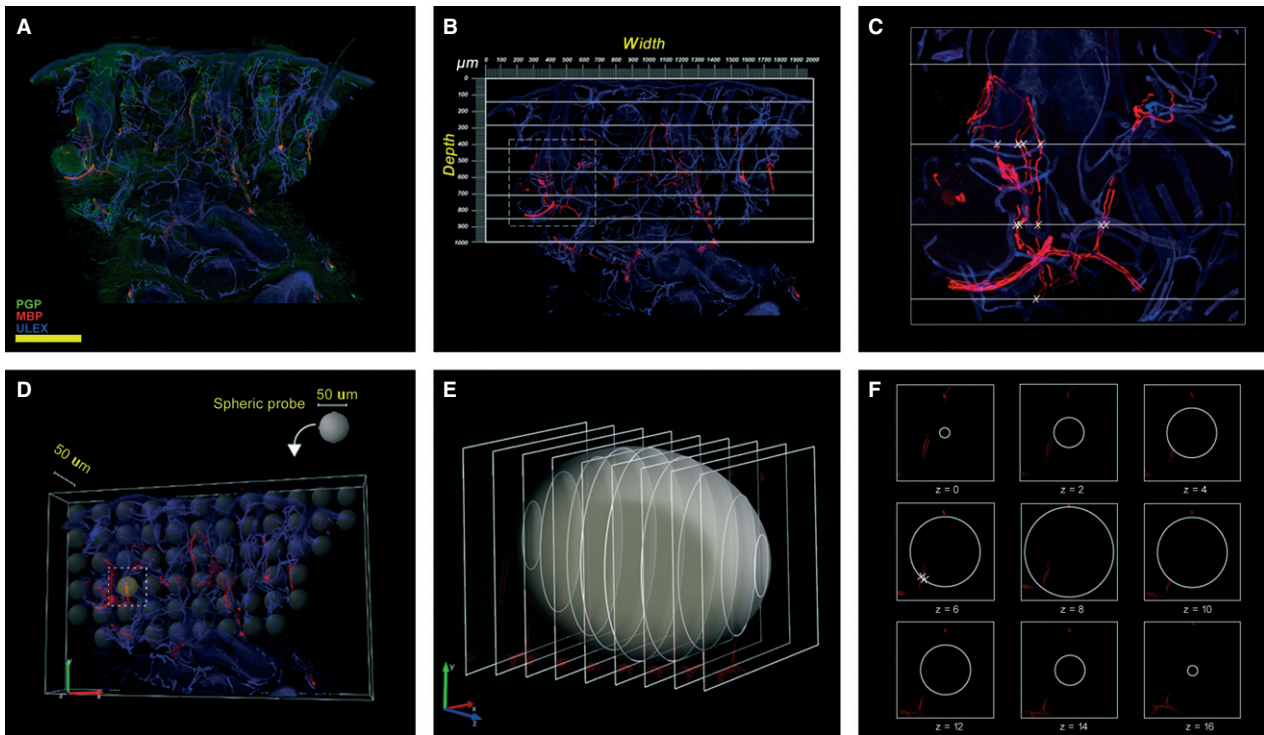 A
PGP
MBP
ULEX
B
Width
µm
0 100 200 300 400 500 600 700 800 900 1000 1100 1200 1300 1400 1500 1600 1700 1800 1900 2000
Depth
0
100
200
300
400
500
600
700
800
900
1000
C
D
50 um
Spheric probe
50 um
y
z
x
E
y
x
z
F
z = 0
z = 2
z = 4
z = 6
z = 8
z = 10
z = 12
z = 14
z = 16